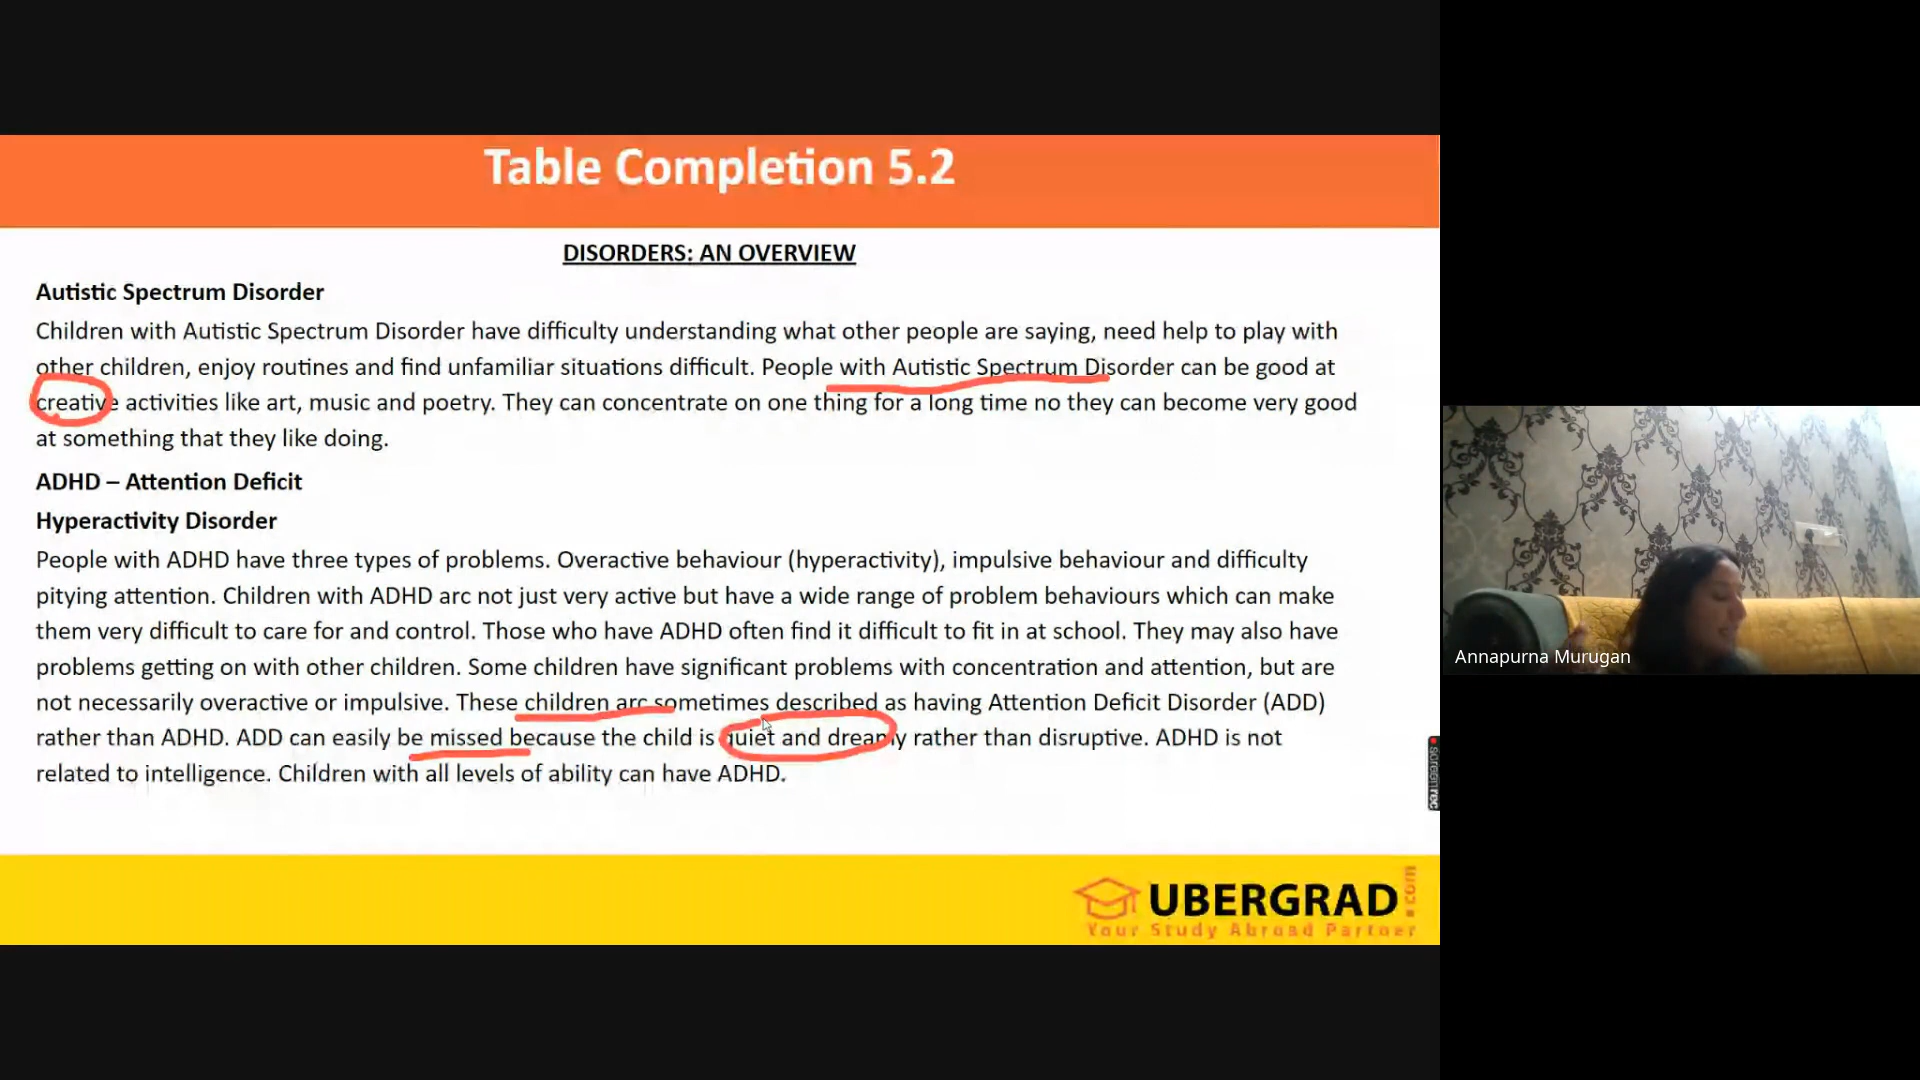 Table Completion 5.2
DISORDERS: AN OVERVIEW
Autistic Spectrum Disorder
Children with Autistic Spectrum Disorder have difficulty understanding what other people are saying, need help to play with
other children, enjoy routines and find unfamiliar situations difficult. People with Autistic Spectrum Disorder can be good at
creative activities like art, music and poetry. They can concentrate on one thing for a long time no they can become very good
at something that they like doing.
ADHD – Attention Deficit
Hyperactivity Disorder
People with ADHD have three types of problems. Overactive behaviour (hyperactivity), impulsive behaviour and difficulty
pitying attention. Children with ADHD arc not just very active but have a wide range of problem behaviours which can make
them very difficult to care for and control. Those who have ADHD often find it difficult to fit in at school. They may also have
problems getting on with other children. Some children have significant problems with concentration and attention, but are
not necessarily overactive or impulsive. These children arc sometimes described as having Attention Deficit Disorder (ADD)
rather than ADHD. ADD can easily be missed because the child is quiet and dreamy rather than disruptive. ADHD is not
related to intelligence. Children with all levels of ability can have ADHD.
Annapurna Murugan
screenrec
UBERGRAD.com
Your Study Abroad Partner